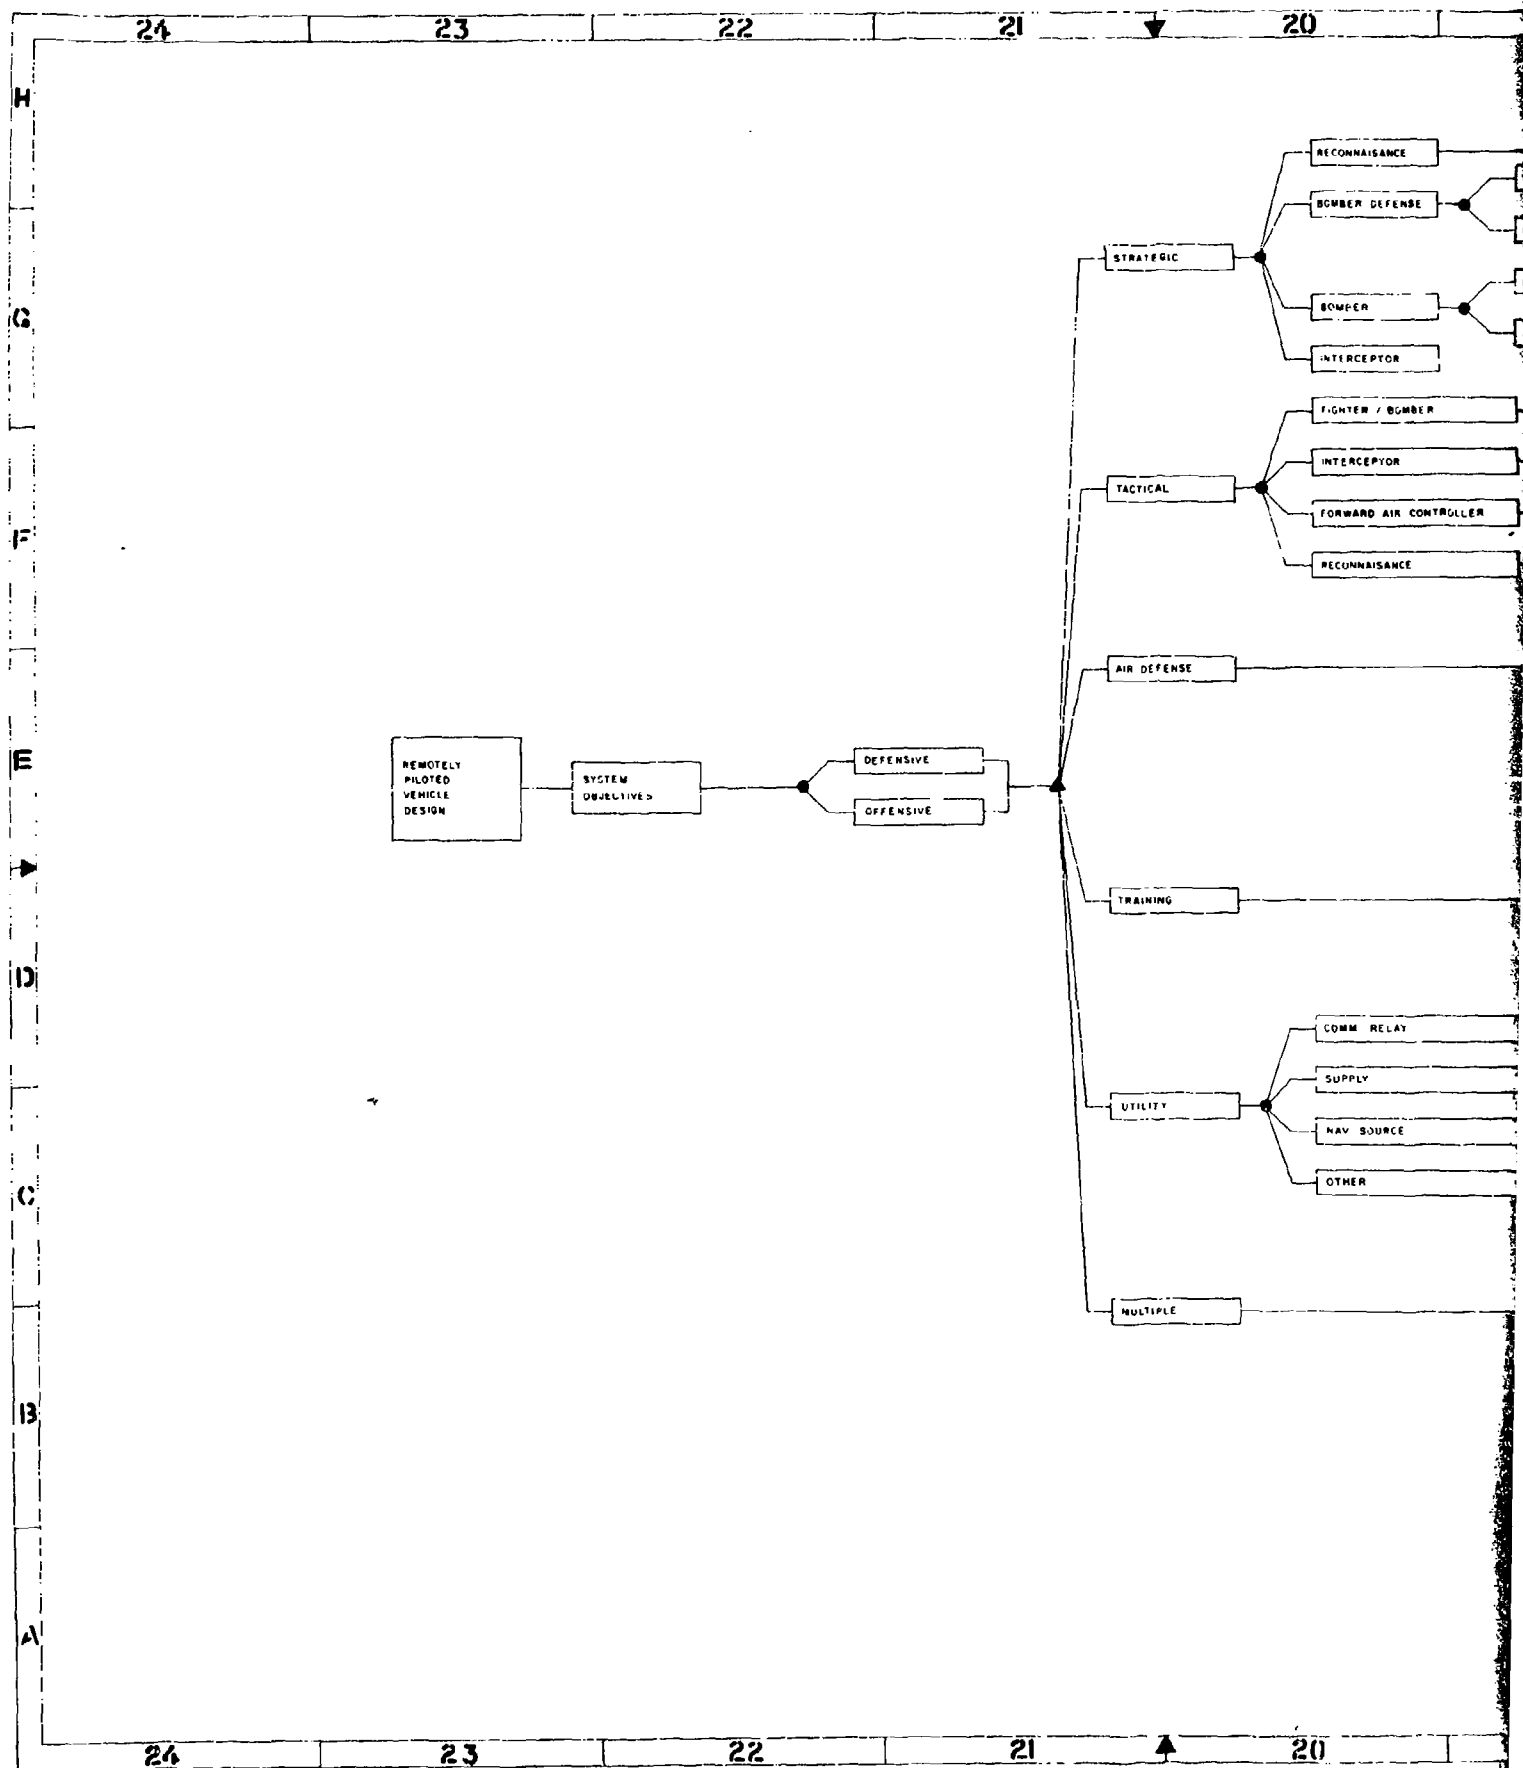 24 23 22 21 20
H
RECONNAISANCE
BOMBER DEFENSE
STRATEGIC
G
BOMBER
INTERCEPTOR
FIGHTER / BOMBER
INTERCEPTOR
TACTICAL
FORWARD AIR CONTROLLER
F
RECONNAISANCE
AIR DEFENSE
E
REMOTELY
PILOTED
VEHICLE
DESIGN
SYSTEM
OBJECTIVES
DEFENSIVE
OFFENSIVE
TRAINING
D
COMM RELAY
SUPPLY
UTILITY
NAV SOURCE
OTHER
C
MULTIPLE
B
A
24 23 22 21 20